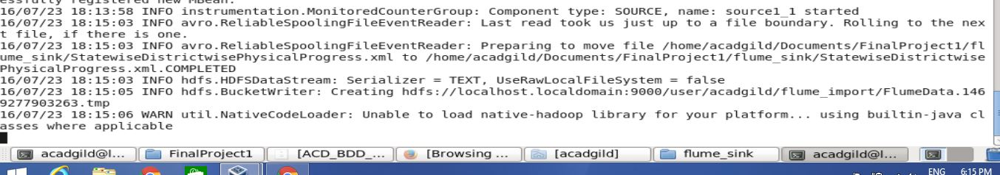 essfully registered new MBean.
16/07/23 18:13:58 INFO instrumentation.MonitoredCounterGroup: Component type: SOURCE, name: source1_1 started
16/07/23 18:15:03 INFO avro.ReliableSpoolingFileEventReader: Last read took us just up to a file boundary. Rolling to the nex
t file, if there is one.
16/07/23 18:15:03 INFO avro.ReliableSpoolingFileEventReader: Preparing to move file /home/acadgild/Documents/FinalProject1/fl
ume_sink/StatewiseDistrictwisePhysicalProgress.xml to /home/acadgild/Documents/FinalProject1/flume_sink/StatewiseDistrictwise
PhysicalProgress.xml.COMPLETED
16/07/23 18:15:03 INFO hdfs.HDFSDataStream: Serializer = TEXT, UseRawLocalFileSystem = false
16/07/23 18:15:05 INFO hdfs.BucketWriter: Creating hdfs://localhost.localdomain:9000/user/acadgild/flume_import/FlumeData.146
9277903263.tmp
16/07/23 18:15:06 WARN util.NativeCodeLoader: Unable to load native-hadoop library for your platform... using builtin-java cl
asses where applicable
acadgild@l... FinalProject1 [ACD_BDD_... [Browsing ... [acadgild] flume_sink acadgild@l...
ENG 6:15 PM